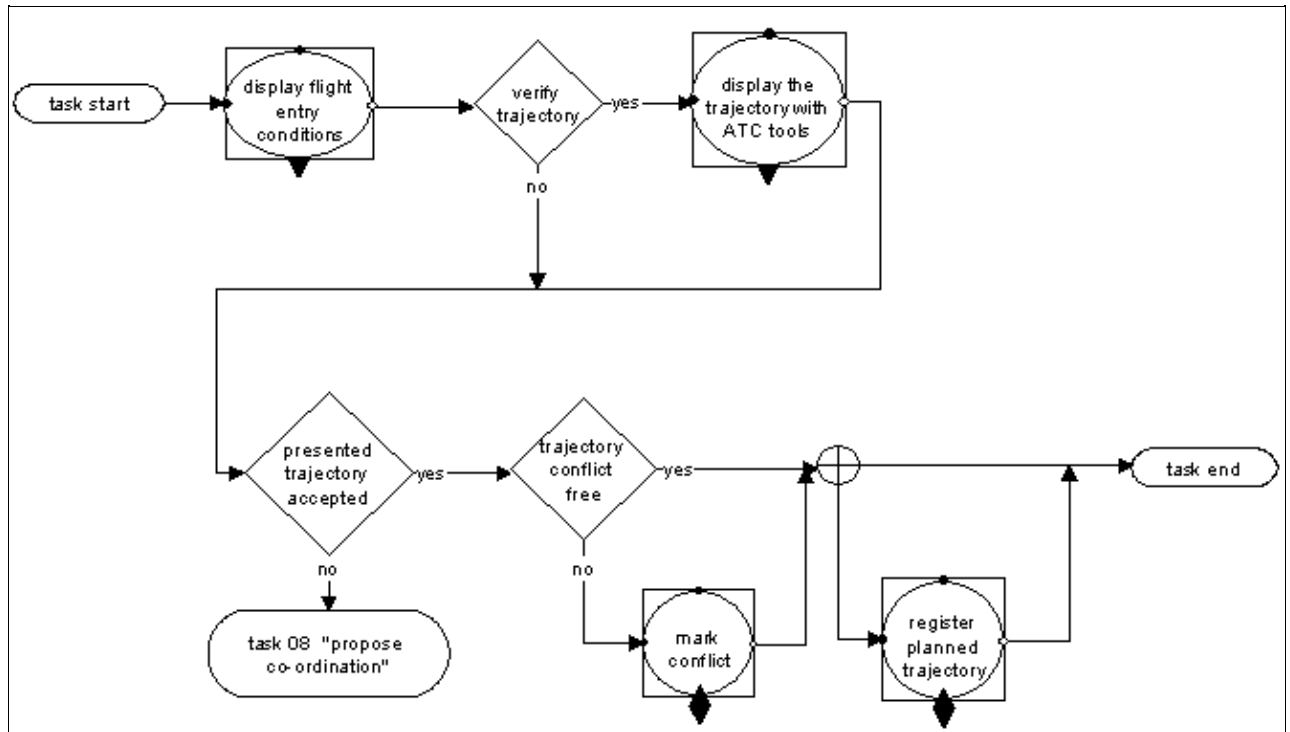 task start
display flight
entry
conditions
verify
trajectory
yes
display the
trajectory with
ATC tools
no
presented
trajectory
accepted
yes
trajectory
conflict
free
yes
task end
no
task 08 "propose
co-ordination"
no
mark
conflict
register
planned
trajectory